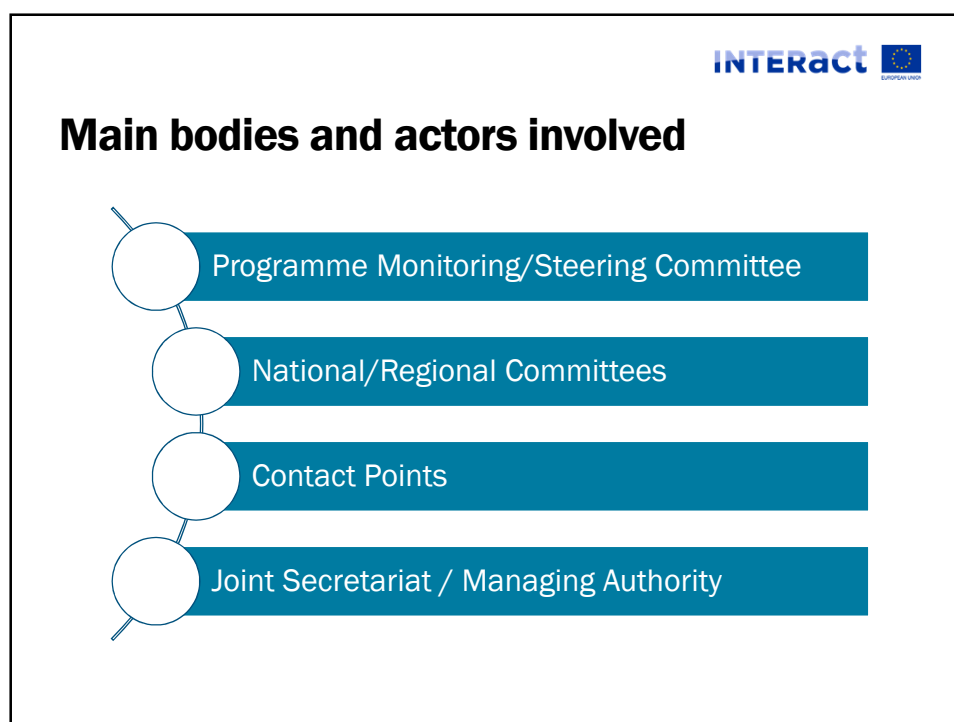 INTERact
EUROPEAN UNION
Main bodies and actors involved
Programme Monitoring/Steering Committee
National/Regional Committees
Contact Points
Joint Secretariat / Managing Authority